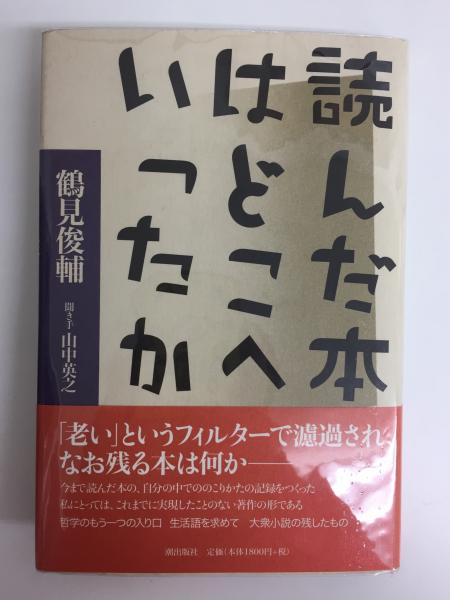 読んだ本
はどこへ
いったか
鶴見俊輔
聞き手 山中英之
「老い」というフィルターで濾過され、
なお残る本は何か――
今まで読んだ本の、自分の中でののこりかたの記録をつくった
私にとっては、これまでに実現したことのない著作の形である
哲学のもう一つの入り口 生活語を求めて 大衆小説の残したもの
潮出版社 定価(本体1800円+税)